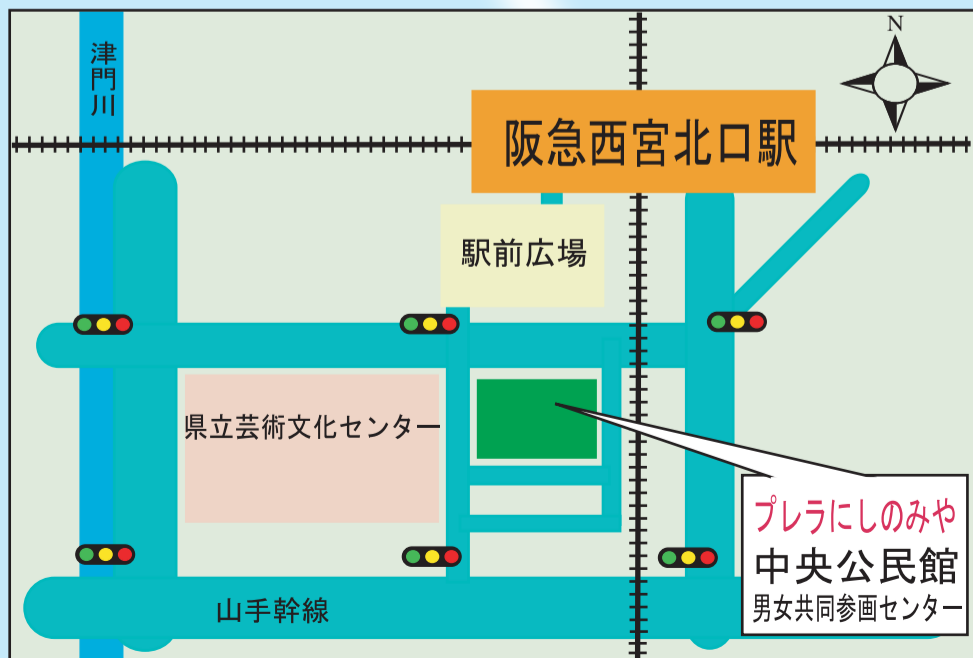 N
津門川
阪急西宮北口駅
駅前広場
県立芸術文化センター
プレラにしのみや
中央公民館
男女共同参画センター
山手幹線